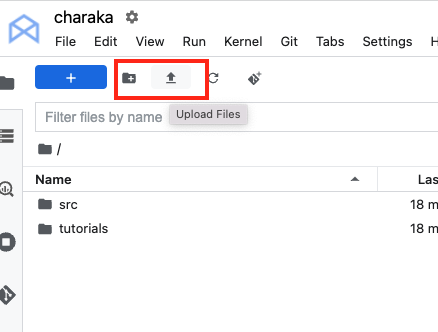 charaka
File Edit View Run Kernel Git Tabs Settings
+
Filter files by name
Upload Files
/
Name Las
src 18 m
tutorials 18 m